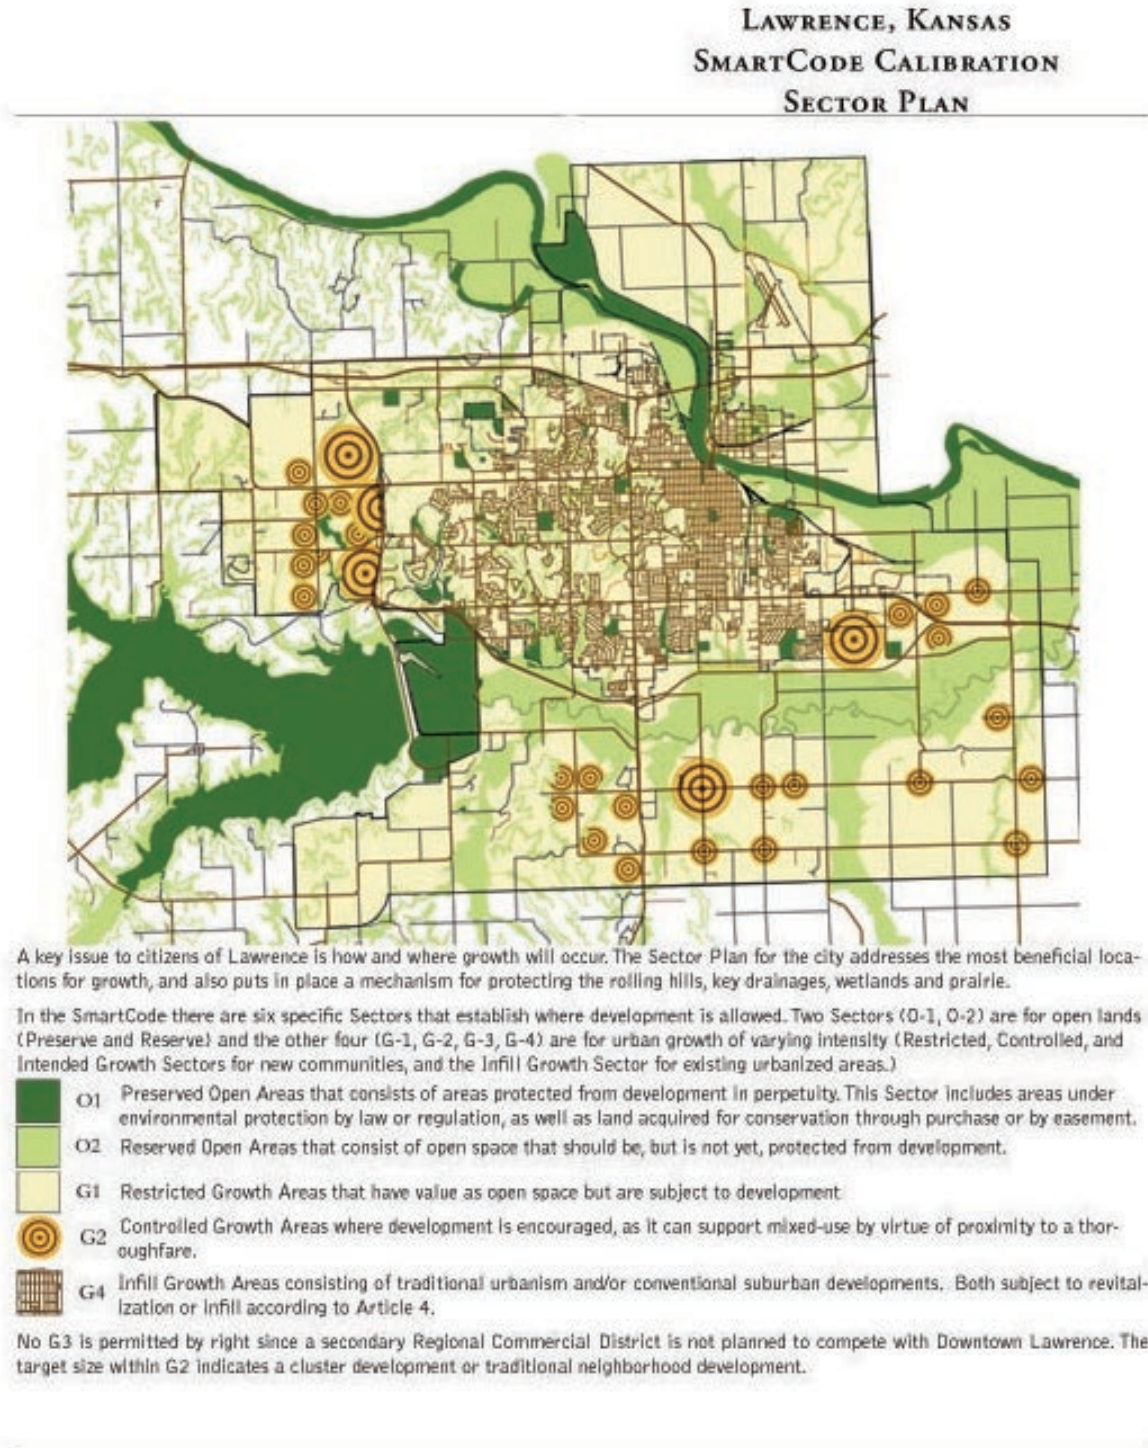 LAWRENCE, KANSAS
SMARTCODE CALIBRATION
SECTOR PLAN
A key issue to citizens of Lawrence is how and where growth will occur. The Sector Plan for the city addresses the most beneficial loca-
tions for growth, and also puts in place a mechanism for protecting the rolling hills, key drainages, wetlands and prairie.
In the SmartCode there are six specific Sectors that establish where development is allowed. Two Sectors (O-1, O-2) are for open lands
(Preserve and Reserve) and the other four (G-1, G-2, G-3, G-4) are for urban growth of varying intensity (Restricted, Controlled, and
Intended Growth Sectors for new communities, and the Infill Growth Sector for existing urbanized areas.)
O1 Preserved Open Areas that consists of areas protected from development in perpetuity. This Sector includes areas under
environmental protection by law or regulation, as well as land acquired for conservation through purchase or by easement.
O2 Reserved Open Areas that consist of open space that should be, but is not yet, protected from development.
G1 Restricted Growth Areas that have value as open space but are subject to development
G2 Controlled Growth Areas where development is encouraged, as it can support mixed-use by virtue of proximity to a thor-
oughfare.
G4 Infill Growth Areas consisting of traditional urbanism and/or conventional suburban developments. Both subject to revital-
ization or infill according to Article 4.
No G3 is permitted by right since a secondary Regional Commercial District is not planned to compete with Downtown Lawrence. The
target size within G2 indicates a cluster development or traditional neighborhood development.